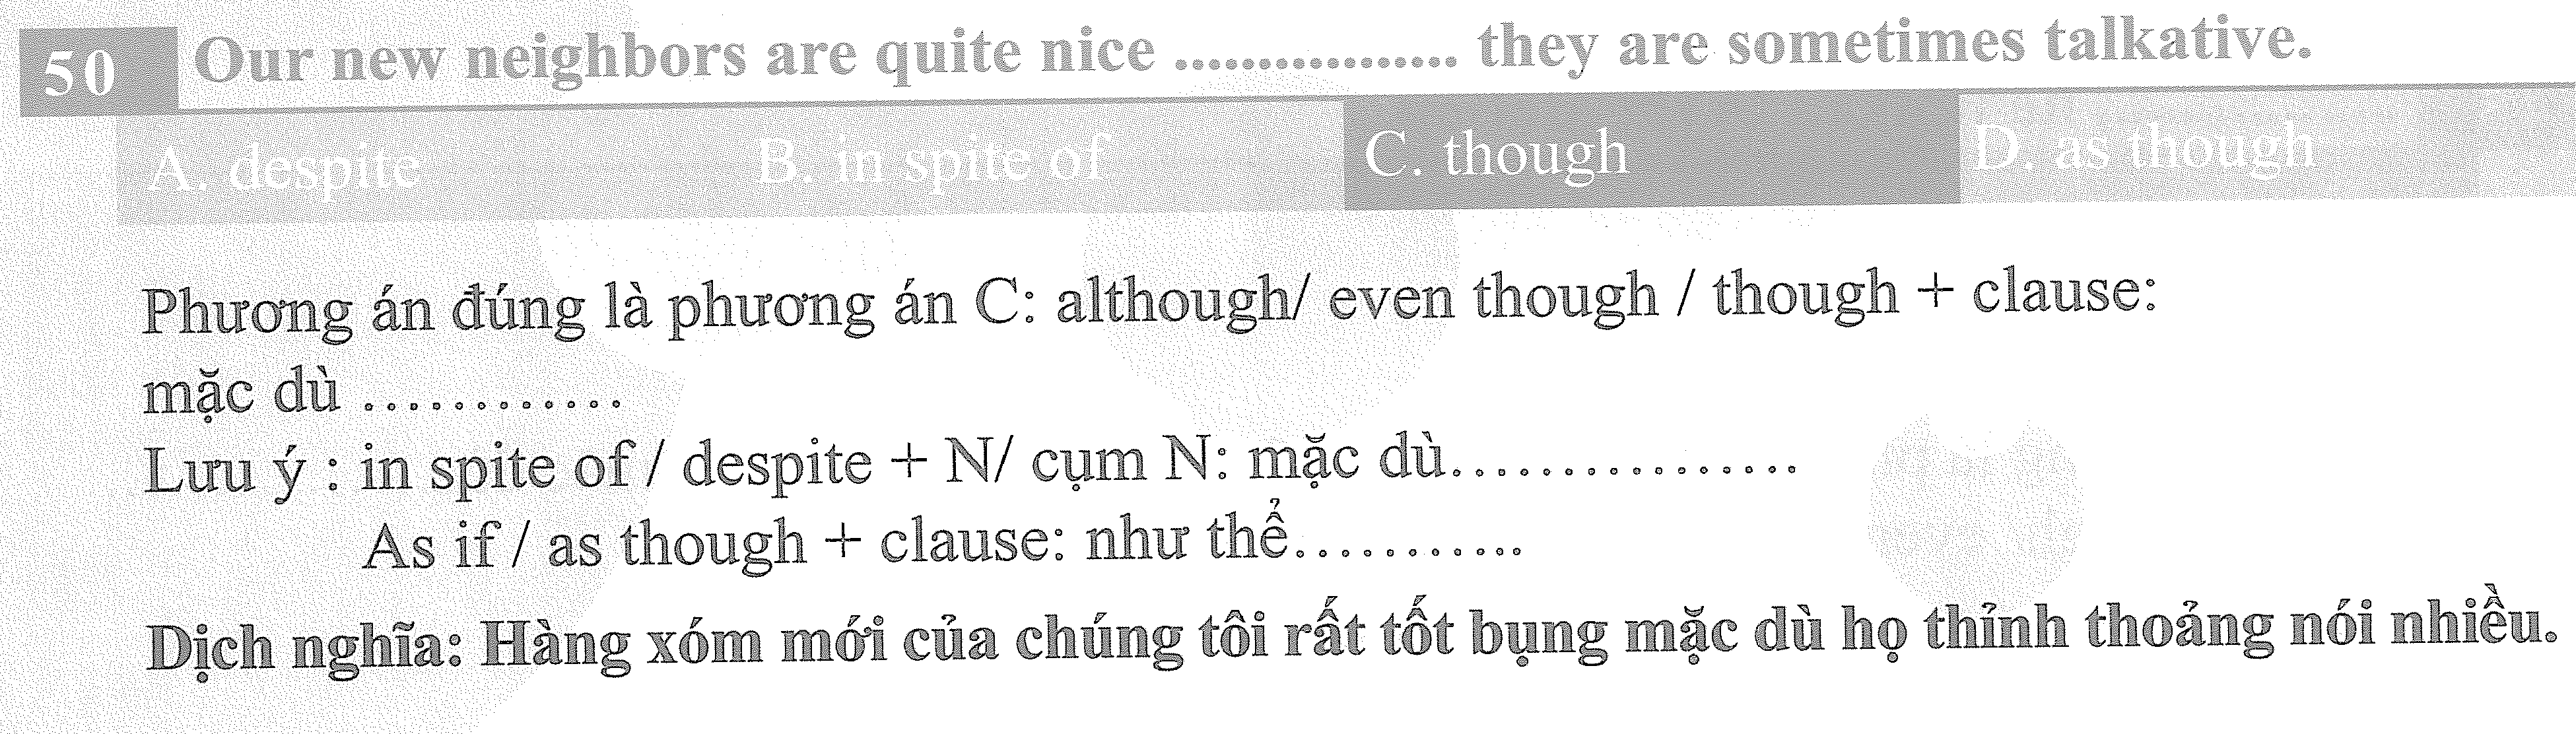 50 Our new neighbors are quite nice ................. they are sometimes talkative.
A. despite B. in spite of C. though D. as though
Phương án đúng là phương án C: although/ even though / though + clause:
mặc dù ............
Lưu ý : in spite of / despite + N/ cụm N: mặc dù................
As if / as though + clause: như thể...........
Dịch nghĩa: Hàng xóm mới của chúng tôi rất tốt bụng mặc dù họ thỉnh thoảng nói nhiều.